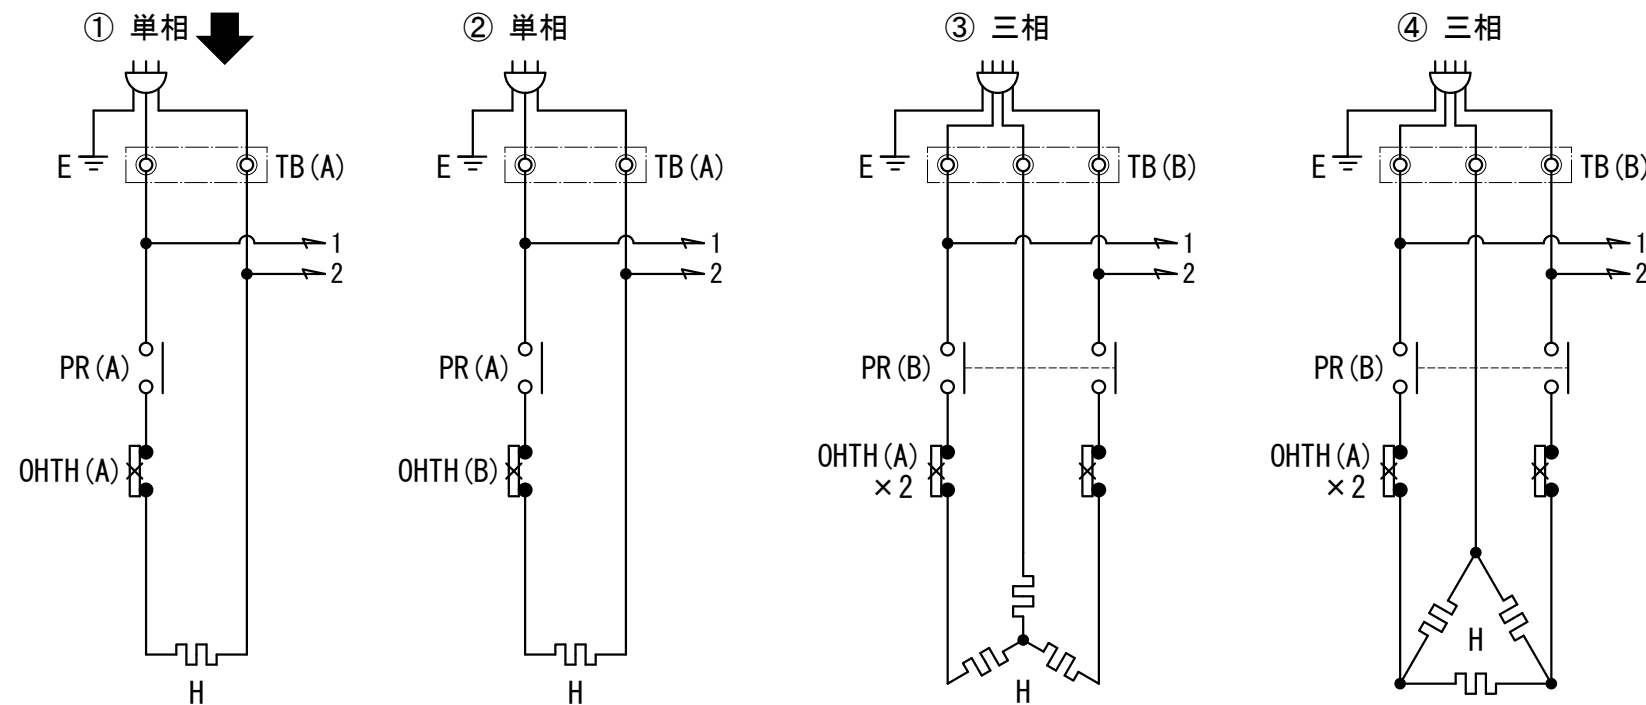 ① 単相
E
TB(A)
1
2
PR(A)
OHTH(A)
H
② 単相
E
TB(A)
1
2
PR(A)
OHTH(B)
H
③ 三相
E
TB(B)
1
2
PR(B)
OHTH(A)
×2
H
④ 三相
E
TB(B)
1
2
PR(B)
OHTH(A)
×2
H